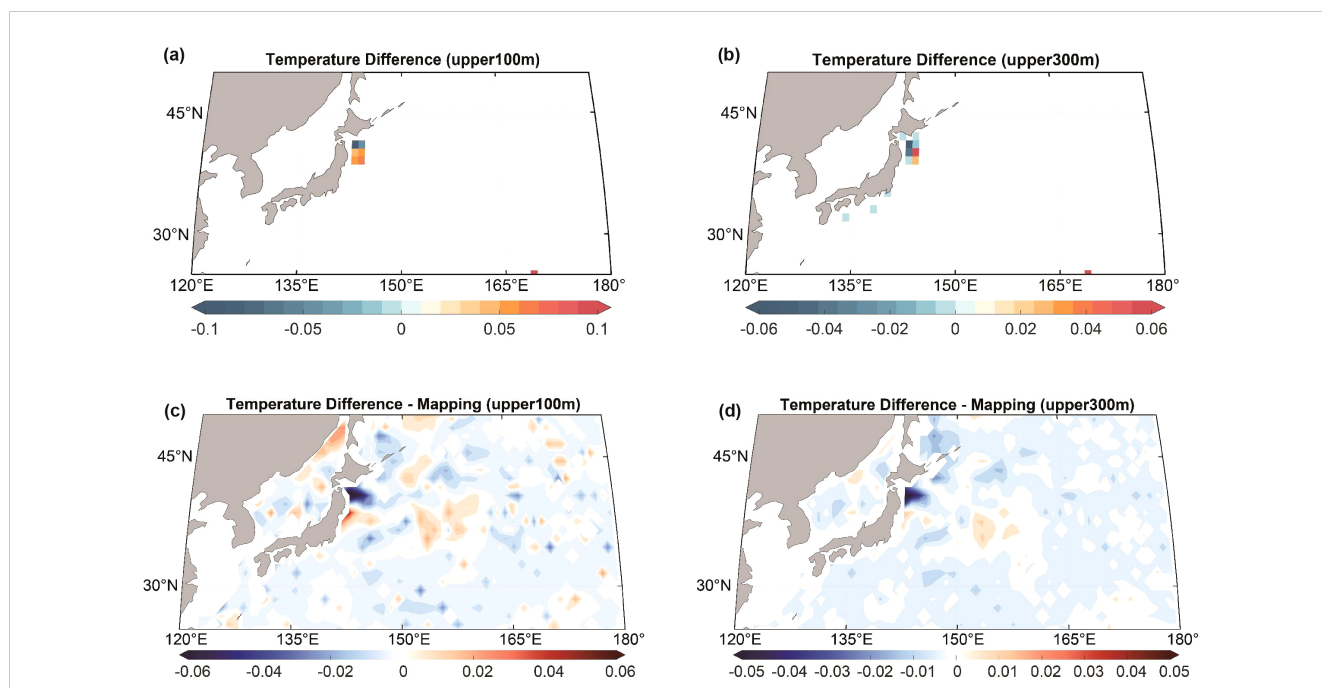 (a)
Temperature Difference (upper100m)
45°N
30°N
120°E 135°E 150°E 165°E 180°
-0.1 -0.05 0 0.05 0.1
(b)
Temperature Difference (upper300m)
45°N
30°N
120°E 135°E 150°E 165°E 180°
-0.06 -0.04 -0.02 0 0.02 0.04 0.06
(c)
Temperature Difference - Mapping (upper100m)
45°N
30°N
120°E 135°E 150°E 165°E 180°
-0.06 -0.04 -0.02 0 0.02 0.04 0.06
(d)
Temperature Difference - Mapping (upper300m)
45°N
30°N
120°E 135°E 150°E 165°E 180°
-0.05 -0.04 -0.03 -0.02 -0.01 0 0.01 0.02 0.03 0.04 0.05